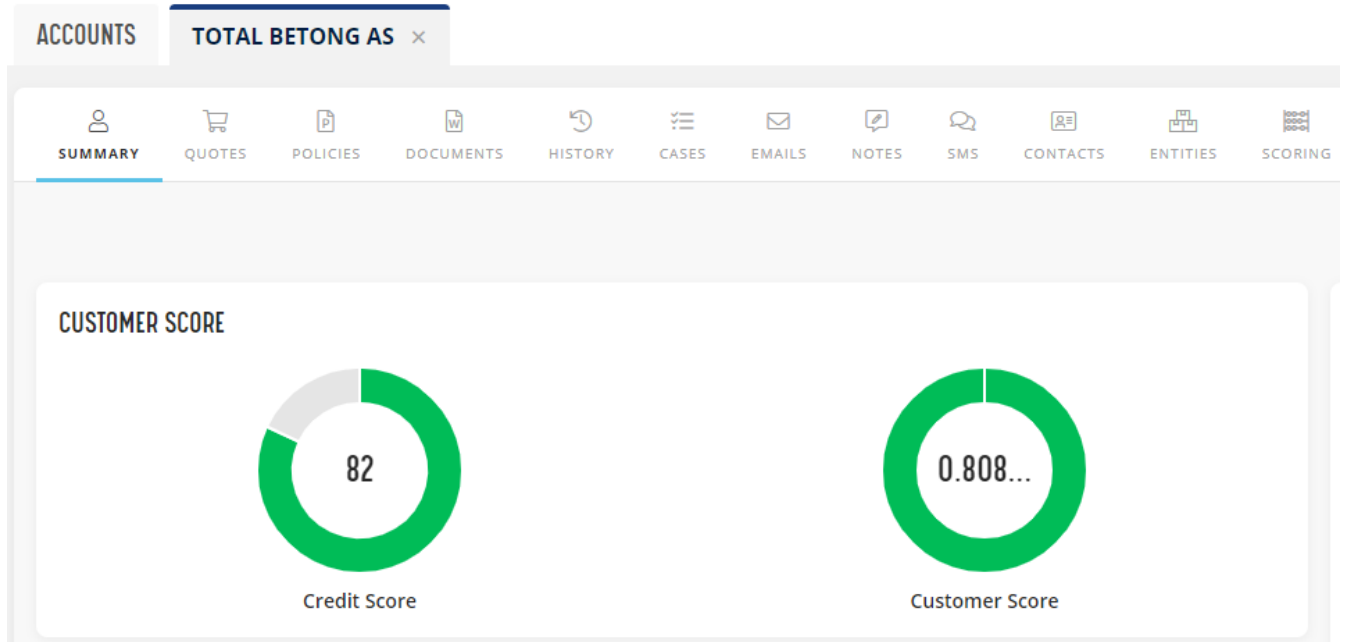 ACCOUNTS
TOTAL BETONG AS ×
SUMMARY
QUOTES
POLICIES
DOCUMENTS
HISTORY
CASES
EMAILS
NOTES
SMS
CONTACTS
ENTITIES
SCORING
CUSTOMER SCORE
82
Credit Score
0.808...
Customer Score